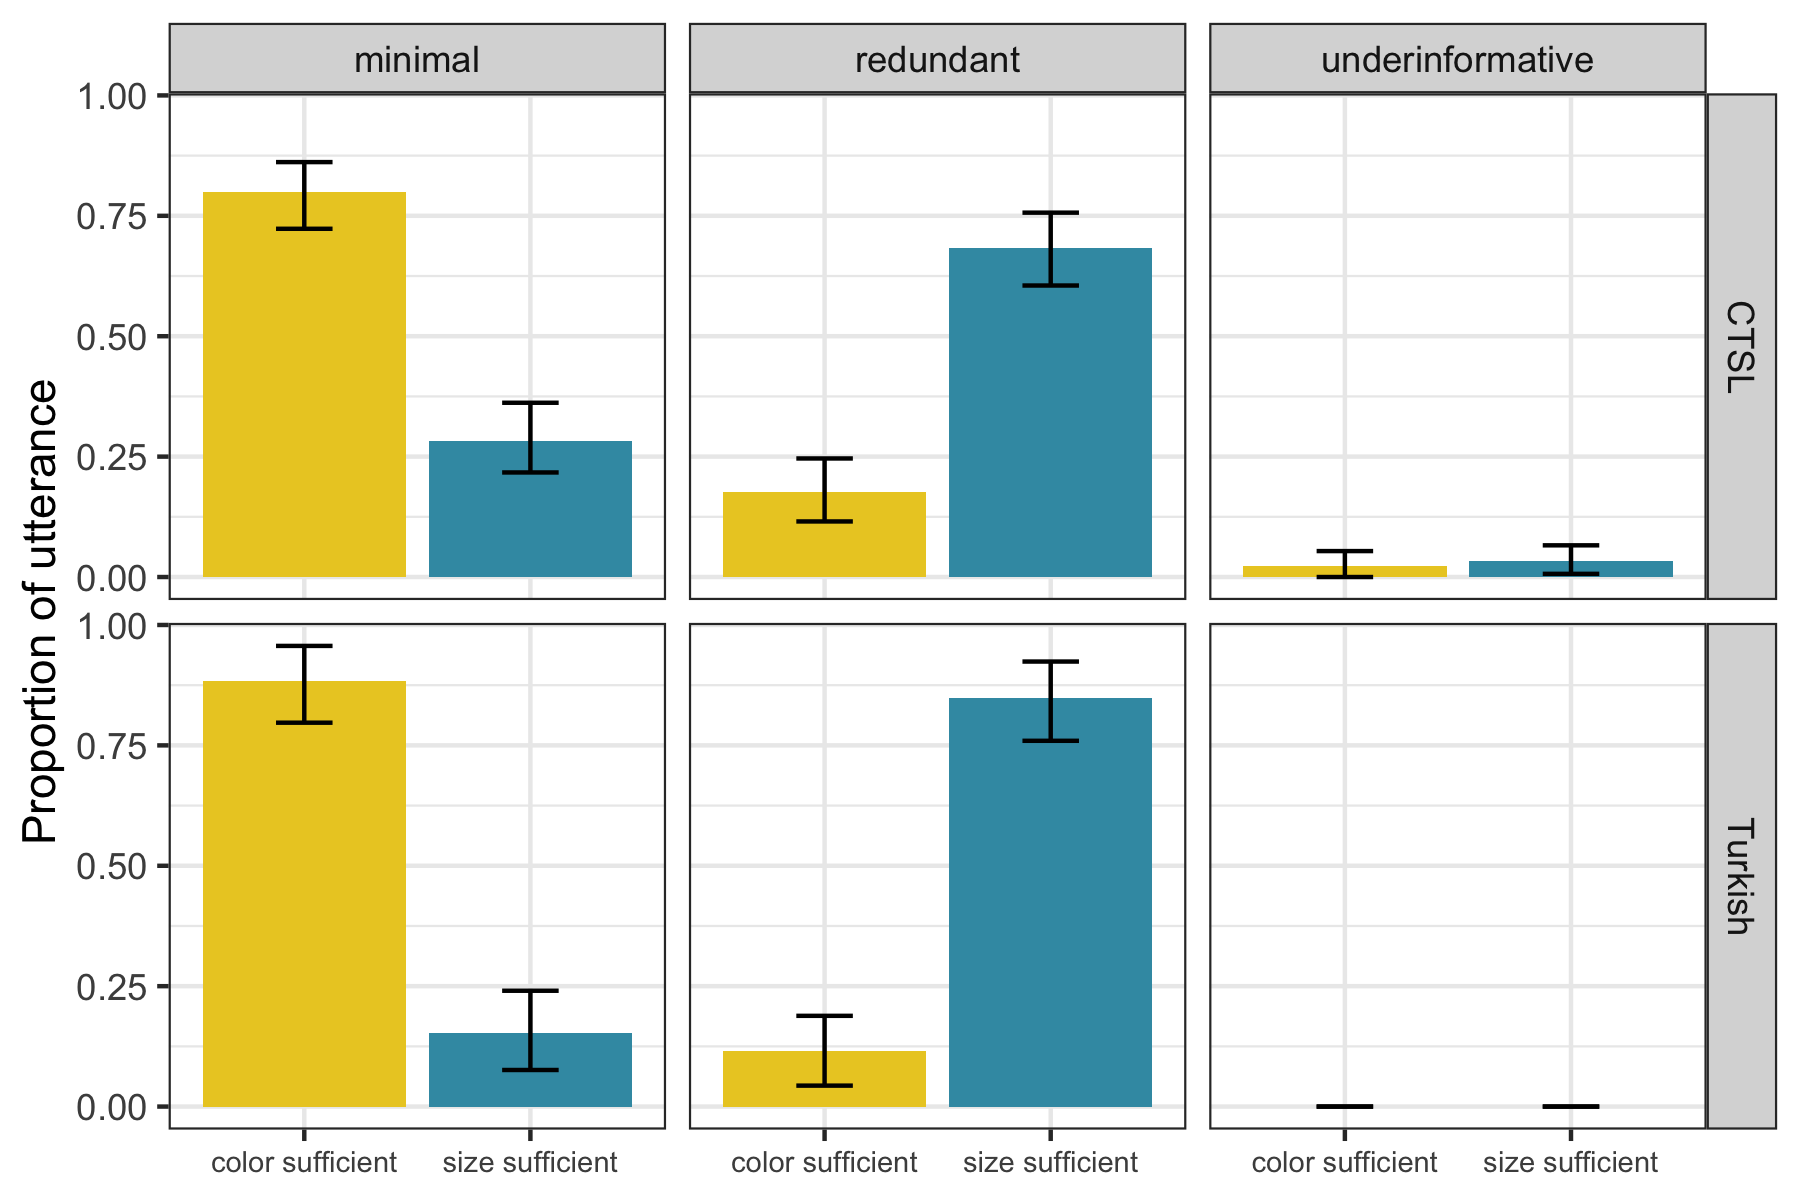 minimal
redundant
underinformative
1.00
0.75
0.50
0.25
0.00
CTSL
Proportion of utterance
1.00
0.75
0.50
0.25
0.00
Turkish
color sufficient
size sufficient
color sufficient
size sufficient
color sufficient
size sufficient